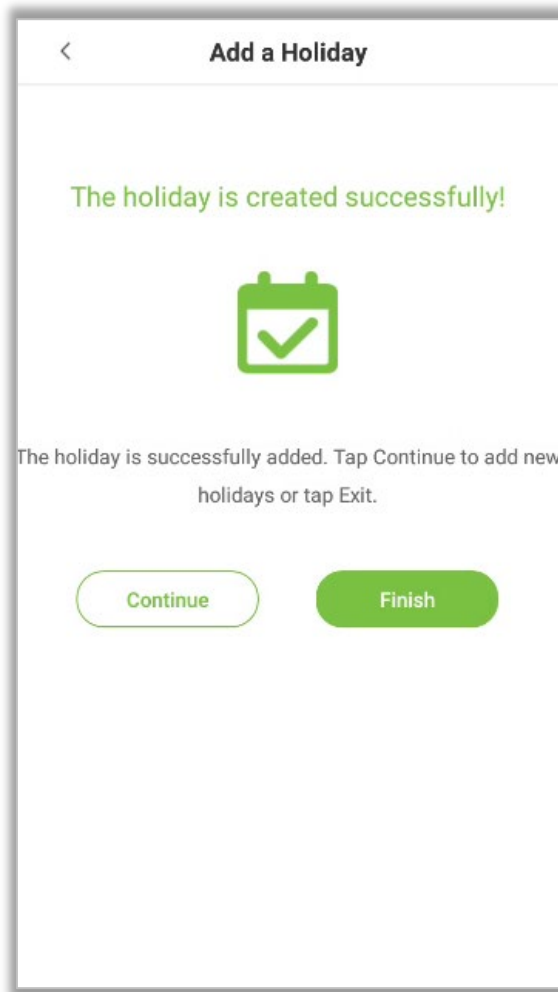 Add a Holiday
The holiday is created successfully!
The holiday is successfully added. Tap Continue to add new
holidays or tap Exit.
Continue
Finish